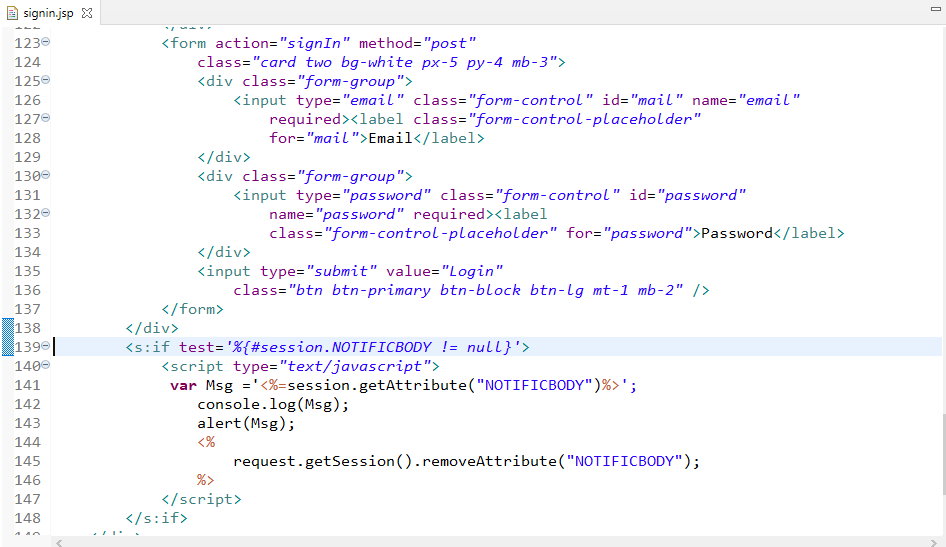 signin.jsp
123 <form action="signIn" method="post"
124 class="card two bg-white px-5 py-4 mb-3">
125 <div class="form-group">
126 <input type="email" class="form-control" id="mail" name="email"
127 required><label class="form-control-placeholder"
128 for="mail">Email</label>
129 </div>
130 <div class="form-group">
131 <input type="password" class="form-control" id="password"
132 name="password" required><label
133 class="form-control-placeholder" for="password">Password</label>
134 </div>
135 <input type="submit" value="Login"
136 class="btn btn-primary btn-block btn-lg mt-1 mb-2" />
137 </form>
138 </div>
139 <s:if test='%{#session.NOTIFICBODY != null}'>
140 <script type="text/javascript">
141 var Msg ='<%=session.getAttribute("NOTIFICBODY")%>';
142 console.log(Msg);
143 alert(Msg);
144 <%
145 request.getSession().removeAttribute("NOTIFICBODY");
146 %>
147 </script>
148 </s:if>